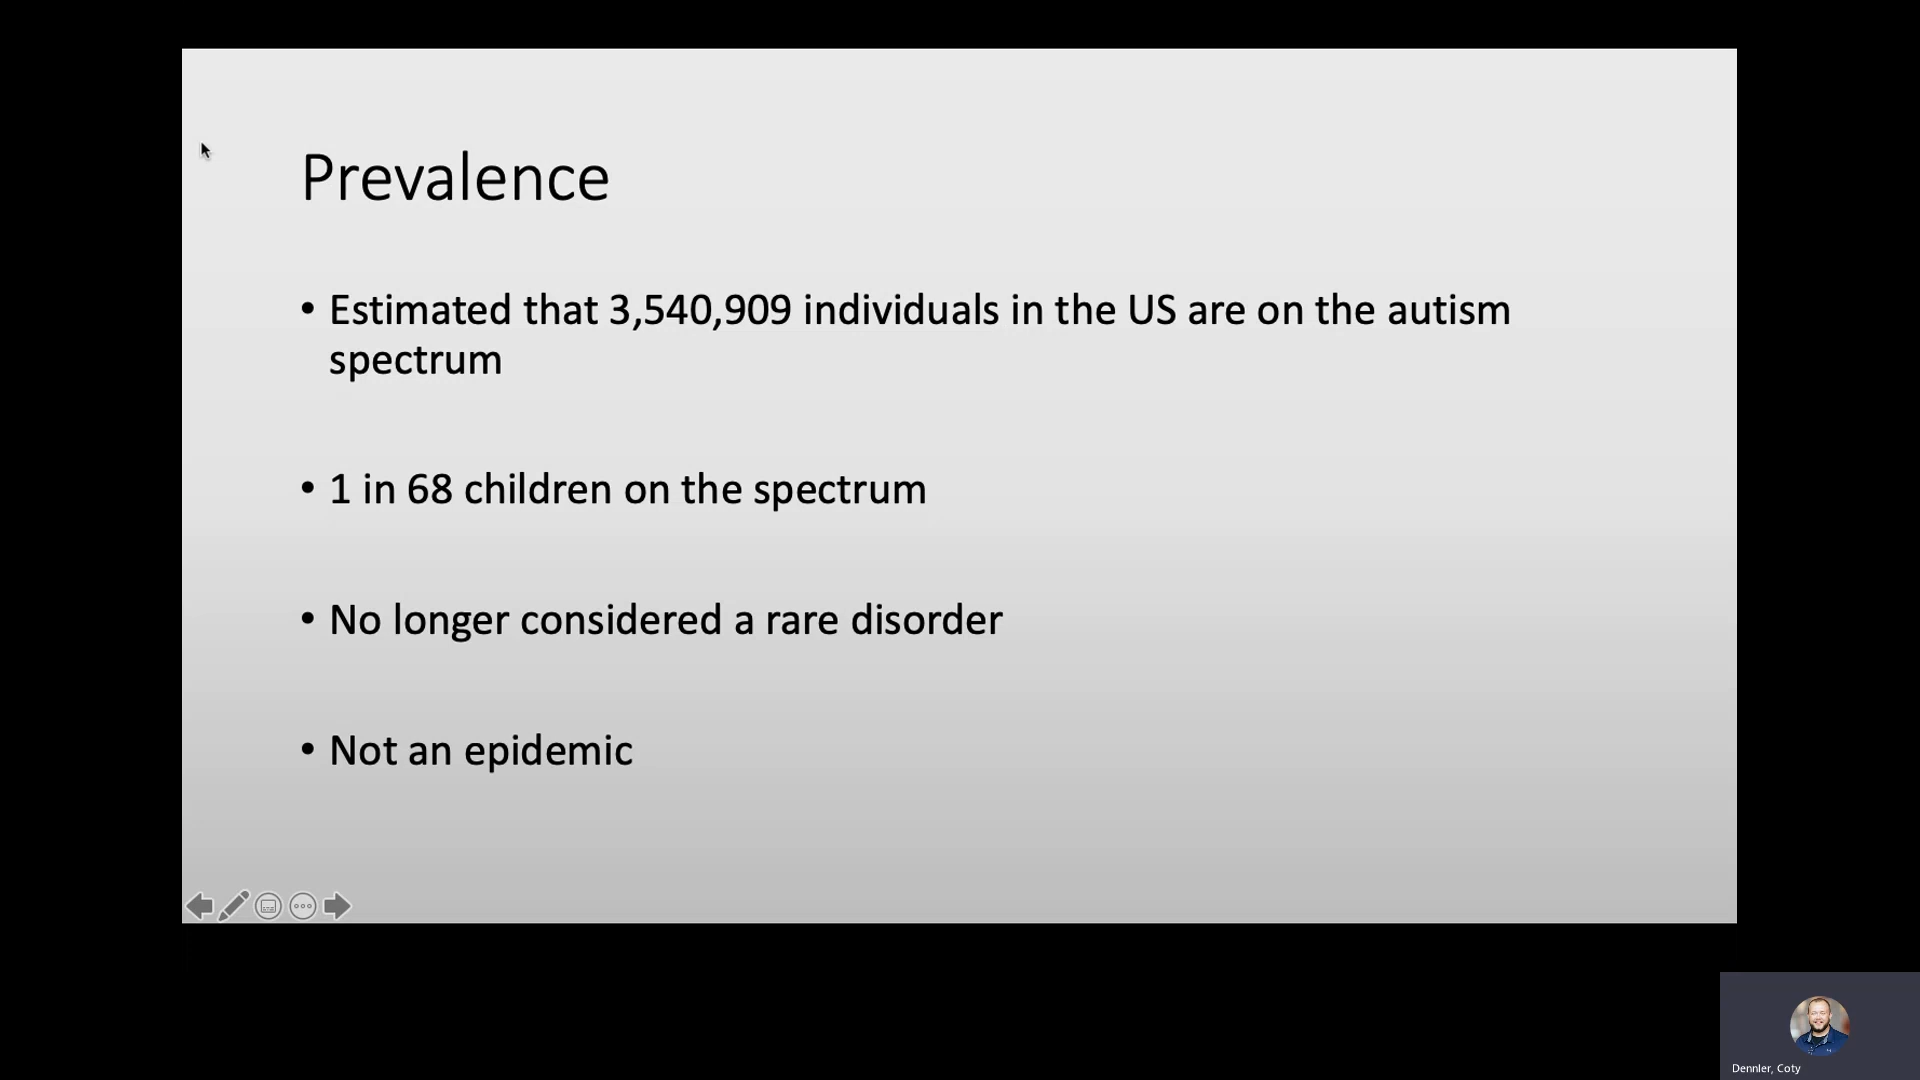 Prevalence
• Estimated that 3,540,909 individuals in the US are on the autism
spectrum
• 1 in 68 children on the spectrum
• No longer considered a rare disorder
• Not an epidemic
Dennler, Coty